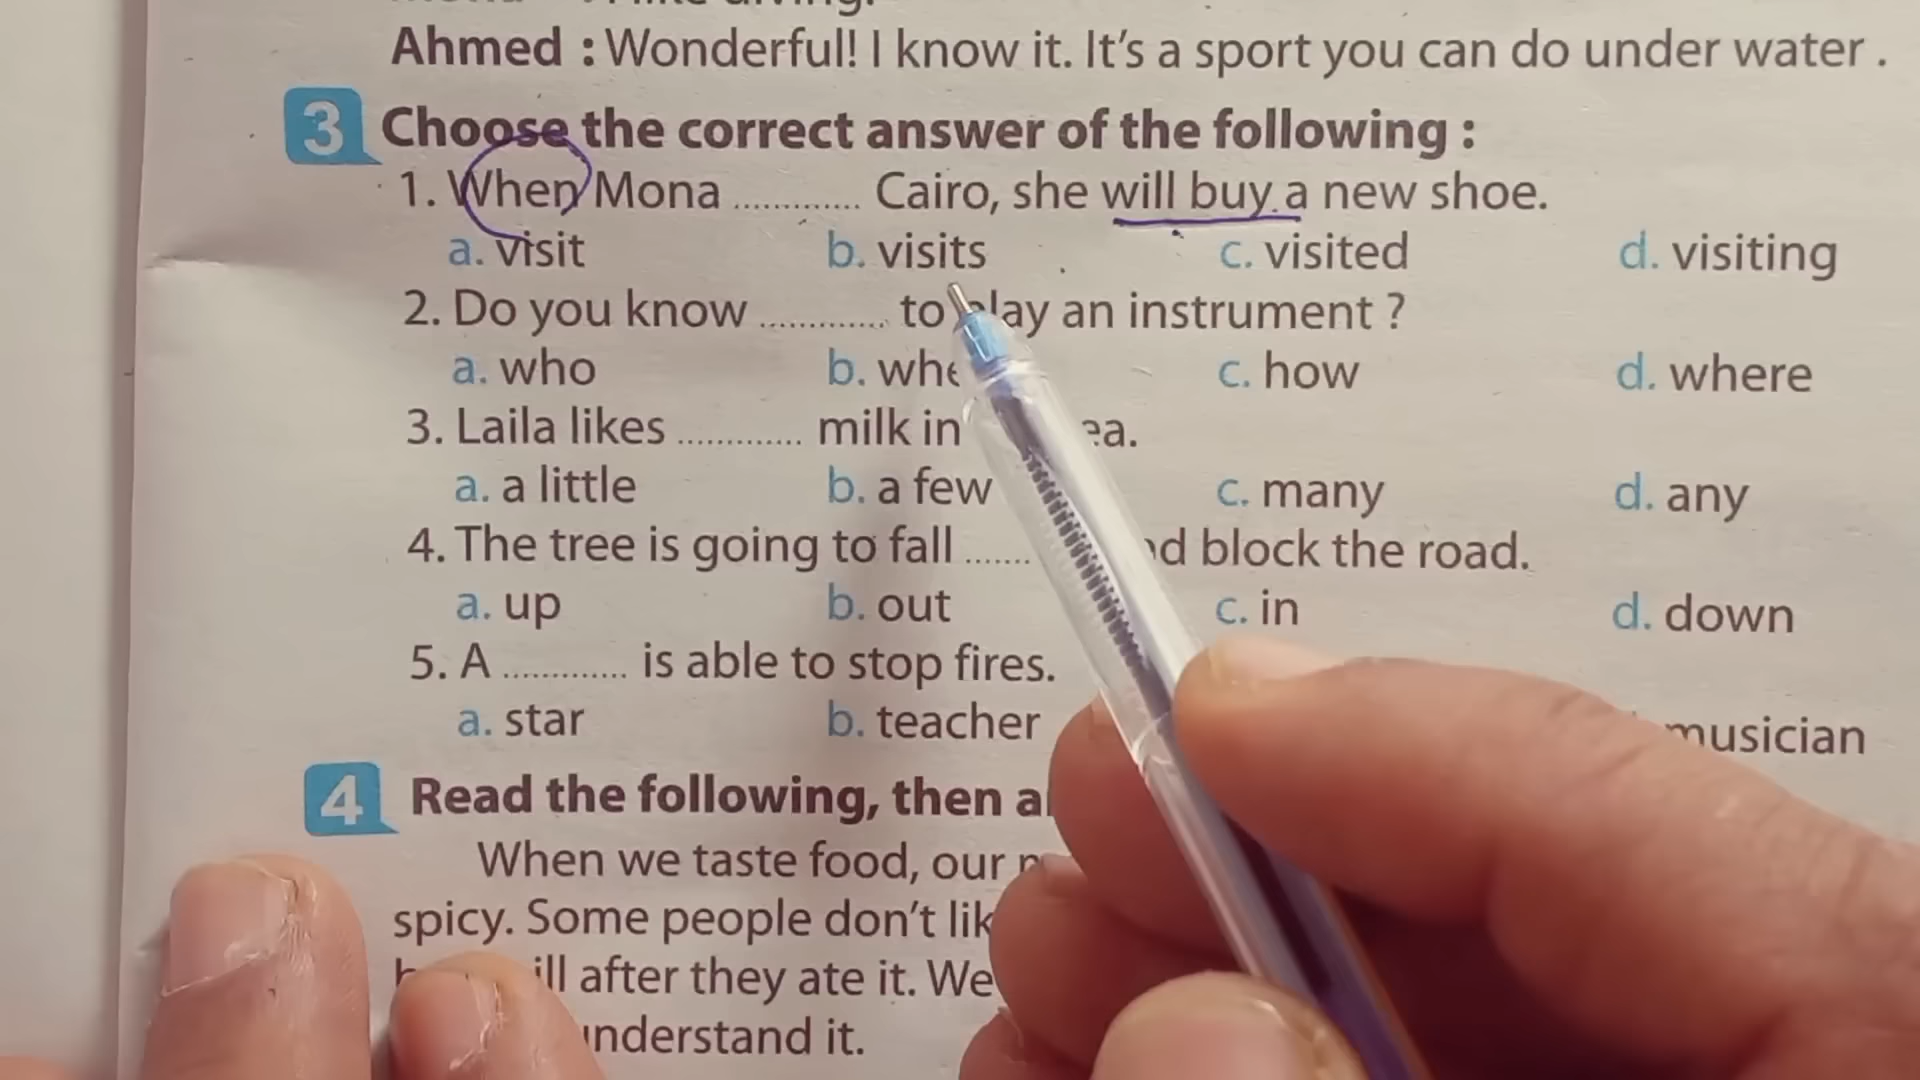 Ahmed : Wonderful! I know it. It's a sport you can do under water .
3 Choose the correct answer of the following :
1. When Mona ............. Cairo, she will buy a new shoe.
a. visit b. visits c. visited d. visiting
2. Do you know ............. to play an instrument ?
a. who b. c. how d. where
3. Laila likes ............. milk in
a. a little b. a few c. many d. any
4. The tree is going to fall ....... block the road.
a. up b. out c. in d. down
5. A ............. is able to stop fires.
a. star b. teacher musician
4 Read the following, then
When we taste food, our
spicy. Some people don't
after they ate it. We
understand it.